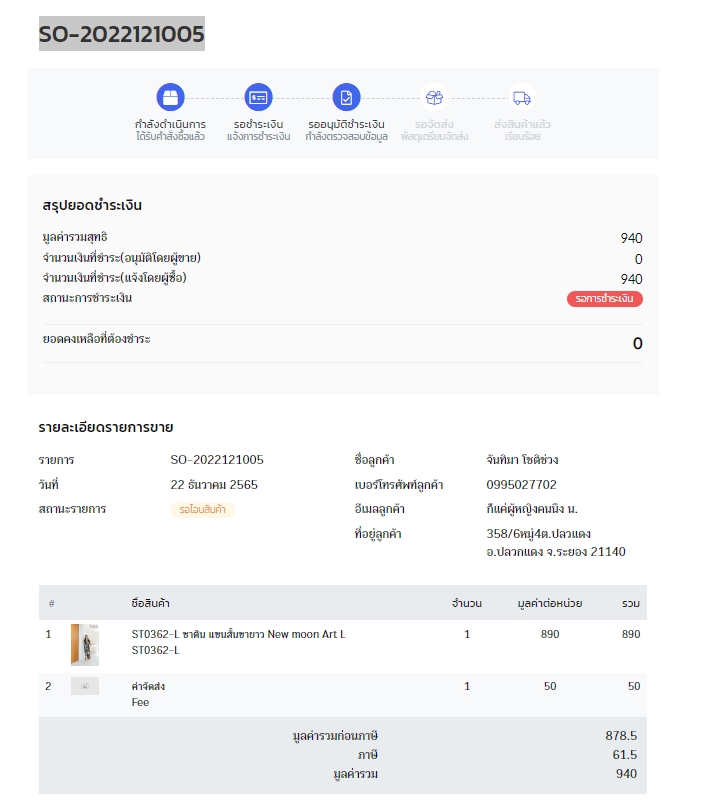 SO-2022121005
กำลังดำเนินการ
ได้รับคำสั่งซื้อแล้ว
รอชำระเงิน
แจ้งการชำระเงิน
รออนุมัติชำระเงิน
กำลังตรวจสอบข้อมูล
รอจัดส่ง
พัสดุเตรียมจัดส่ง
ส่งสินค้าแล้ว
เรียบร้อย
สรุปยอดชำระเงิน
มูลค่ารวมสุทธิ 940
จำนวนเงินที่ชำระ(อนุมัติโดยผู้ขาย) 0
จำนวนเงินที่ชำระ(แจ้งโดยผู้ซื้อ) 940
สถานะการชำระเงิน รอการชำระเงิน
ยอดคงเหลือที่ต้องชำระ 0
รายละเอียดรายการขาย
รายการ SO-2022121005
วันที่ 22 ธันวาคม 2565
สถานะรายการ รอโอนสินค้า
ชื่อลูกค้า จันทิมา โชติช่วง
เบอร์โทรศัพท์ลูกค้า 0995027702
อีเมลลูกค้า ก็แค่ผู้หญิงคนนึง น.
ที่อยู่ลูกค้า 358/6หมู่4ต.ปลวแดง
อ.ปลวกแดง จ.ระยอง 21140
# ชื่อสินค้า จำนวน มูลค่าต่อหน่วย รวม
1 ST0362-L ซาติน แขนสั้นขายาว New moon Art L 1 890 890
ST0362-L
2 ค่าจัดส่ง 1 50 50
Fee
มูลค่ารวมก่อนภาษี 878.5
ภาษี 61.5
มูลค่ารวม 940